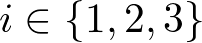 i ∈ {1, 2, 3}